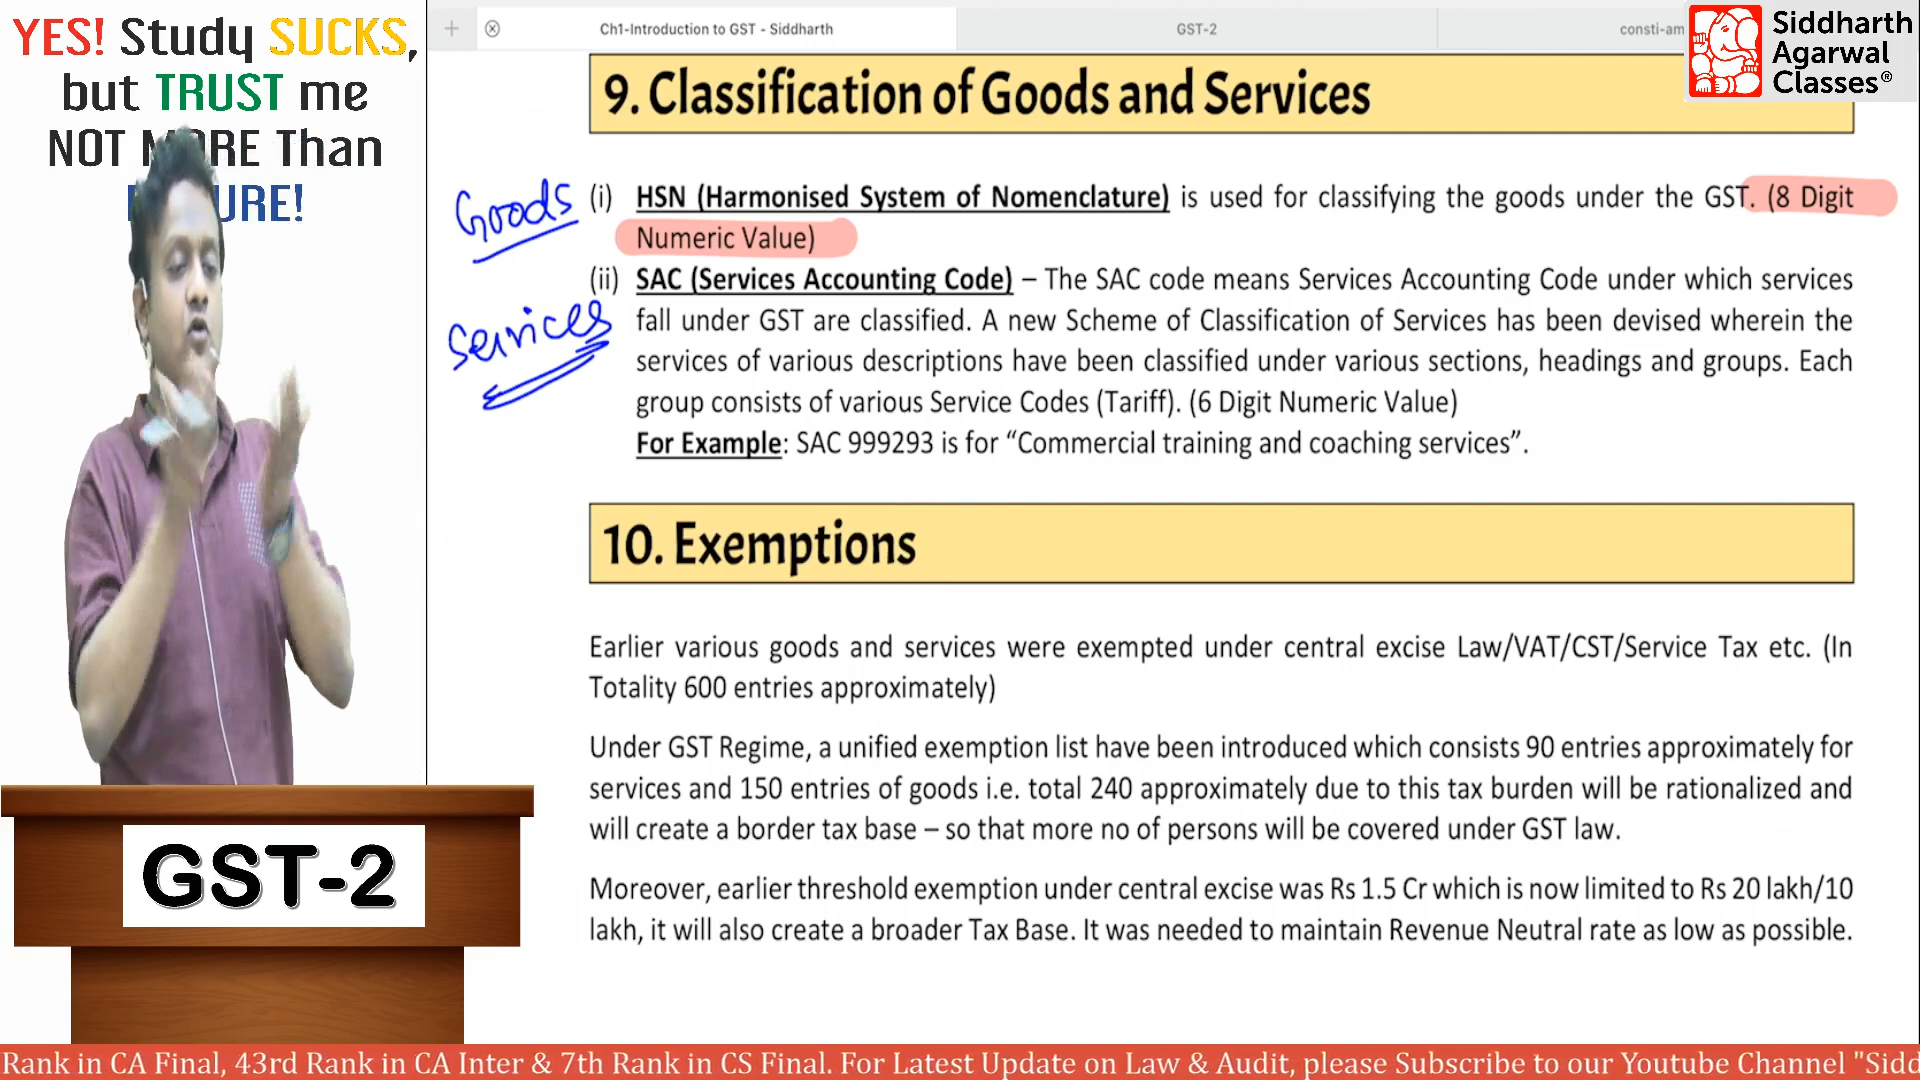 YES! Study SUCKS,
but TRUST me
NOT MORE Than
URE!
Ch1-Introduction to GST - Siddharth
GST-2
consti-am
Siddharth
Agarwal
Classes®
9. Classification of Goods and Services
Goods
(i) HSN (Harmonised System of Nomenclature) is used for classifying the goods under the GST. (8 Digit
Numeric Value)
Services
(ii) SAC (Services Accounting Code) – The SAC code means Services Accounting Code under which services
fall under GST are classified. A new Scheme of Classification of Services has been devised wherein the
services of various descriptions have been classified under various sections, headings and groups. Each
group consists of various Service Codes (Tariff). (6 Digit Numeric Value)
For Example: SAC 999293 is for “Commercial training and coaching services”.
10. Exemptions
Earlier various goods and services were exempted under central excise Law/VAT/CST/Service Tax etc. (In
Totality 600 entries approximately)
Under GST Regime, a unified exemption list have been introduced which consists 90 entries approximately for
services and 150 entries of goods i.e. total 240 approximately due to this tax burden will be rationalized and
will create a border tax base – so that more no of persons will be covered under GST law.
Moreover, earlier threshold exemption under central excise was Rs 1.5 Cr which is now limited to Rs 20 lakh/10
lakh, it will also create a broader Tax Base. It was needed to maintain Revenue Neutral rate as low as possible.
GST-2
Rank in CA Final, 43rd Rank in CA Inter & 7th Rank in CS Final. For Latest Update on Law & Audit, please Subscribe to our Youtube Channel "Sidd